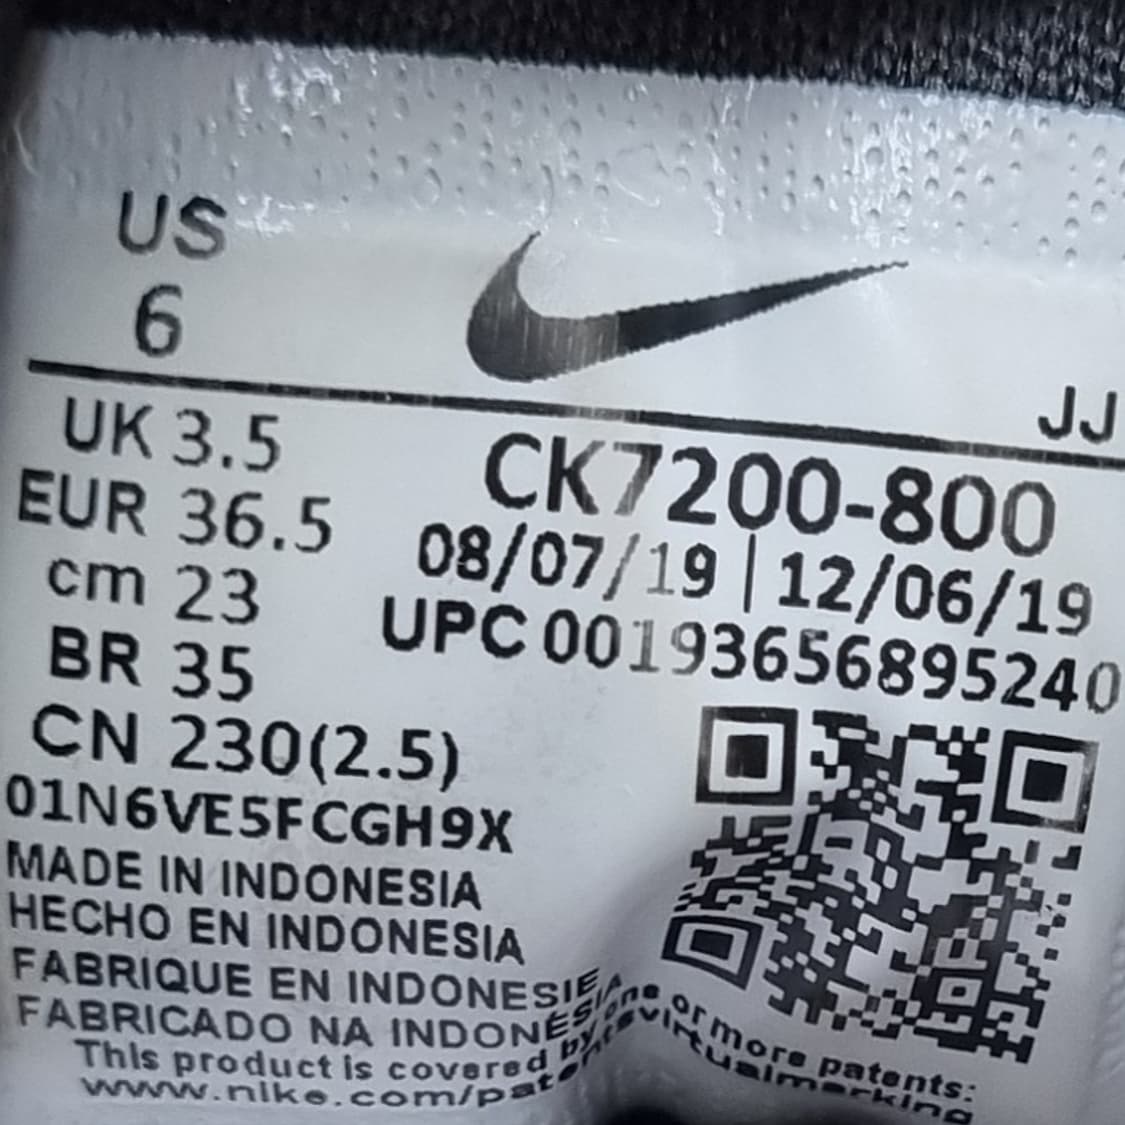 US
6
JJ
UK 3.5
EUR 36.5
cm 23
BR 35
CN 230(2.5)
CK7200-800
08/07/19 | 12/06/19
UPC 00193656895240
01N6VE5FCGH9X
MADE IN INDONESIA
HECHO EN INDONESIA
FABRIQUE EN INDONESIE
FABRICADO NA INDONÉSIA
This product is covered by one or more patents:
www.nike.com/patentsvirtualmarking